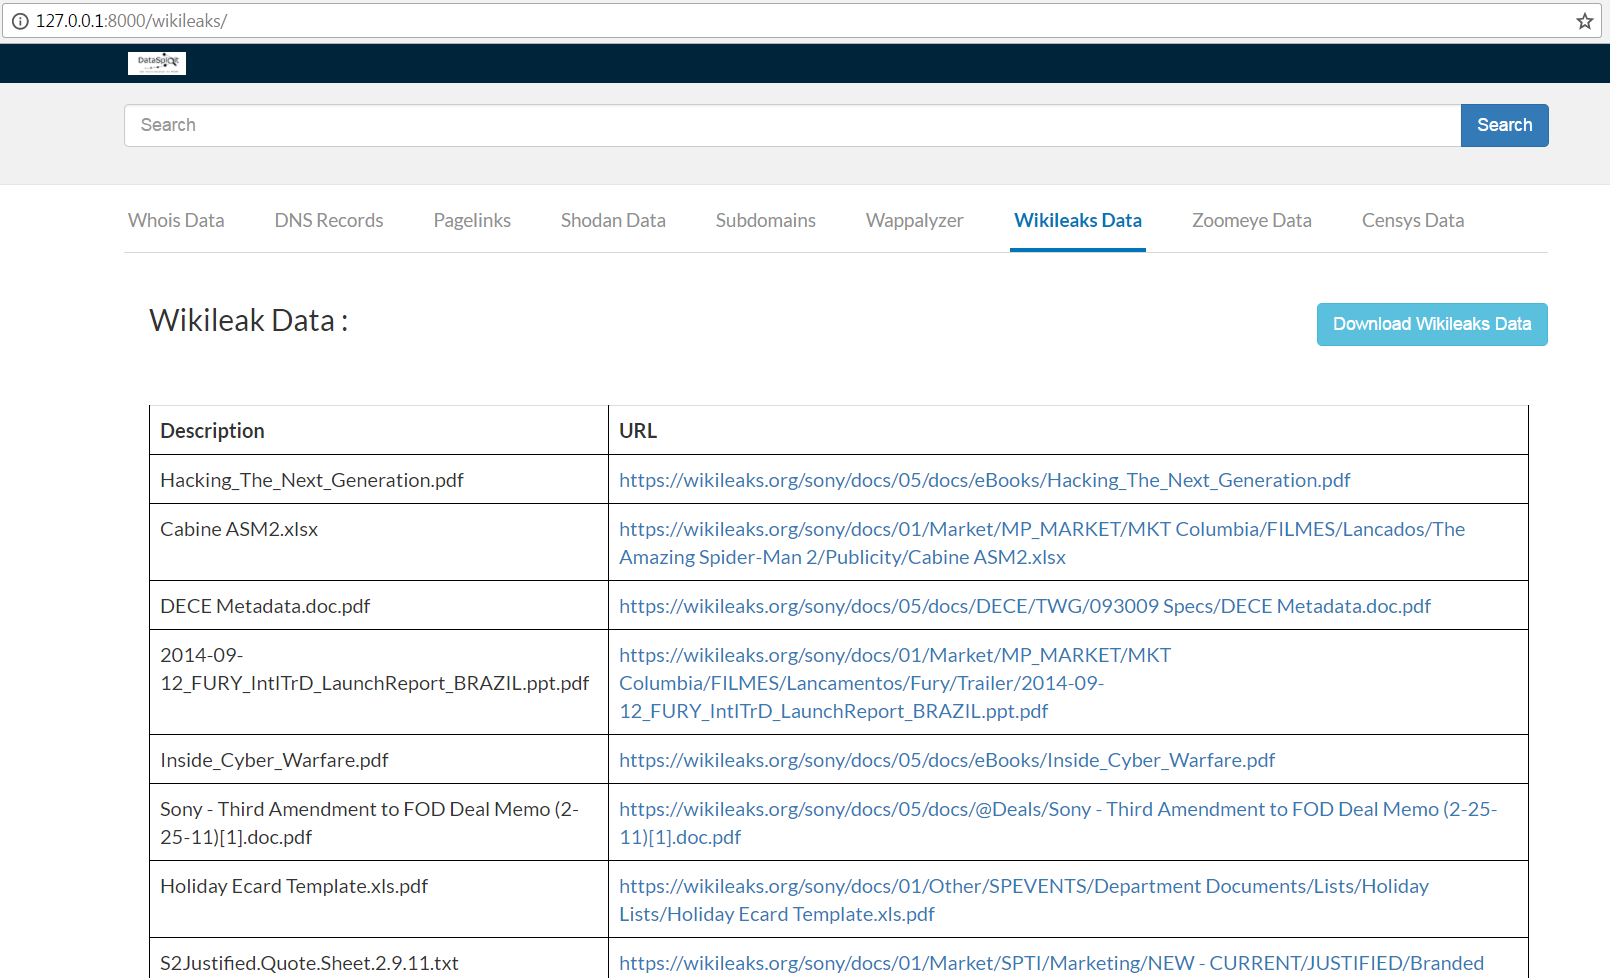 127.0.0.1:8000/wikileaks/
DataSploit
Search Search
Whois Data DNS Records Pagelinks Shodan Data Subdomains Wappalyzer Wikileaks Data Zoomeye Data Censys Data
Wikileak Data : Download Wikileaks Data
Description URL
Hacking_The_Next_Generation.pdf https://wikileaks.org/sony/docs/05/docs/eBooks/Hacking_The_Next_Generation.pdf
Cabine ASM2.xlsx https://wikileaks.org/sony/docs/01/Market/MP_MARKET/MKT Columbia/FILMES/Lancados/The
Amazing Spider-Man 2/Publicity/Cabine ASM2.xlsx
DECE Metadata.doc.pdf https://wikileaks.org/sony/docs/05/docs/DECE/TWG/093009 Specs/DECE Metadata.doc.pdf
2014-09-
12_FURY_IntlTrD_LaunchReport_BRAZIL.ppt.pdf
https://wikileaks.org/sony/docs/01/Market/MP_MARKET/MKT
Columbia/FILMES/Lancamentos/Fury/Trailer/2014-09-
12_FURY_IntlTrD_LaunchReport_BRAZIL.ppt.pdf
Inside_Cyber_Warfare.pdf https://wikileaks.org/sony/docs/05/docs/eBooks/Inside_Cyber_Warfare.pdf
Sony - Third Amendment to FOD Deal Memo (2-
25-11)[1].doc.pdf
https://wikileaks.org/sony/docs/05/docs/@Deals/Sony - Third Amendment to FOD Deal Memo (2-25-
11)[1].doc.pdf
Holiday Ecard Template.xls.pdf https://wikileaks.org/sony/docs/01/Other/SPEVENTS/Department Documents/Lists/Holiday
Lists/Holiday Ecard Template.xls.pdf
S2Justified.Quote.Sheet.2.9.11.txt https://wikileaks.org/sony/docs/01/Market/SPTI/Marketing/NEW - CURRENT/JUSTIFIED/Branded